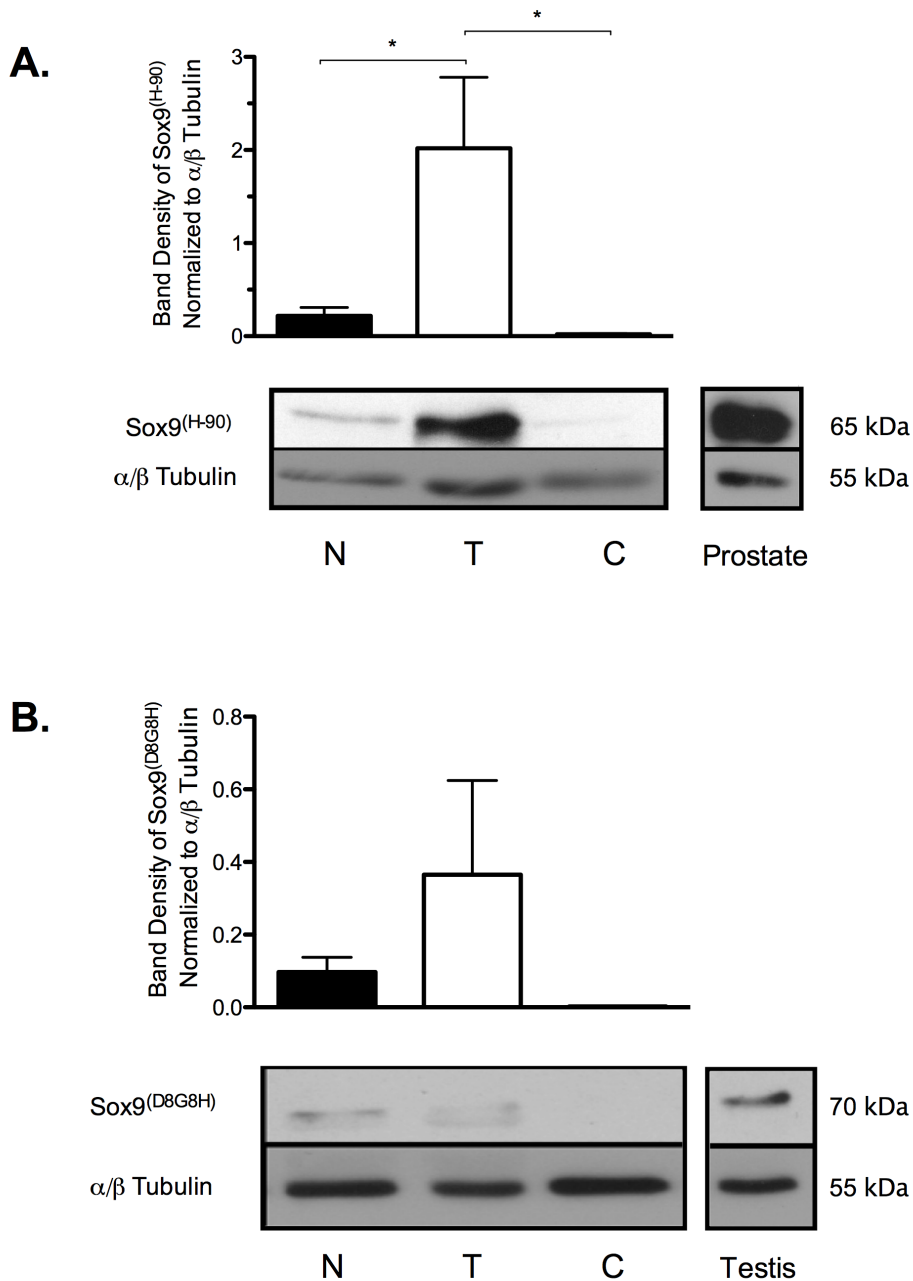 A.
*
*
Band Density of Sox9(H-90)
Normalized to α/β Tubulin
3
2
1
0
Sox9(H-90)
65 kDa
α/β Tubulin
55 kDa
N T C Prostate
B.
Band Density of Sox9(D8G8H)
Normalized to α/β Tubulin
0.8
0.6
0.4
0.2
0.0
Sox9(D8G8H)
70 kDa
α/β Tubulin
55 kDa
N T C Testis